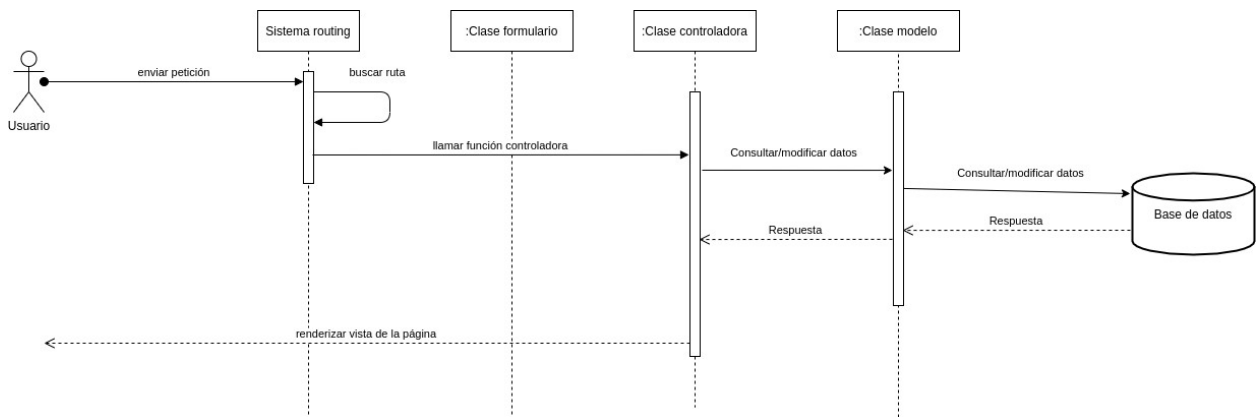 Sistema routing
:Clase formulario
:Clase controladora
:Clase modelo
enviar petición
buscar ruta
Usuario
llamar función controladora
Consultar/modificar datos
Consultar/modificar datos
Base de datos
Respuesta
Respuesta
renderizar vista de la página